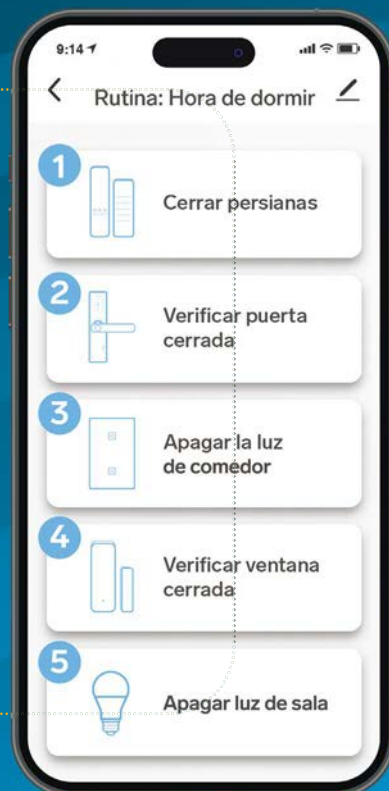 9:14
Rutina: Hora de dormir
1
Cerrar persianas
2
Verificar puerta
cerrada
3
Apagar la luz
de comedor
4
Verificar ventana
cerrada
5
Apagar luz de sala